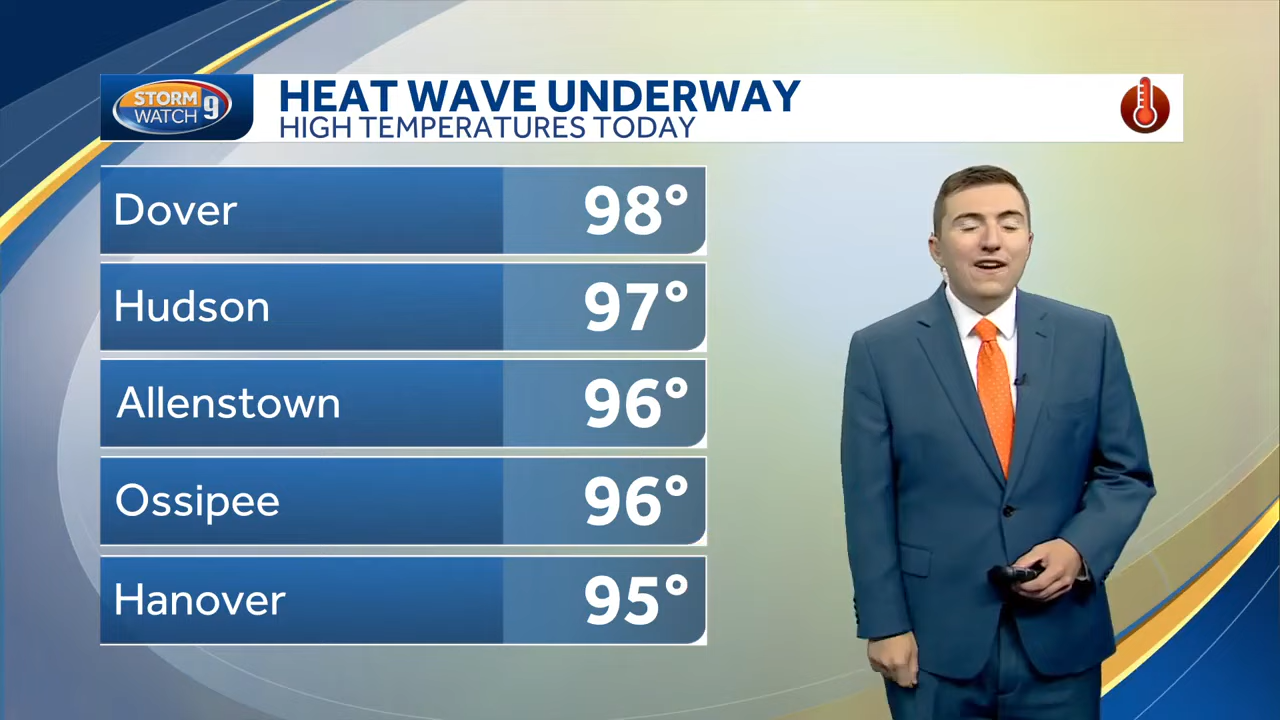 STORM
WATCH 9
HEAT WAVE UNDERWAY
HIGH TEMPERATURES TODAY
Dover 98°
Hudson 97°
Allenstown 96°
Ossipee 96°
Hanover 95°